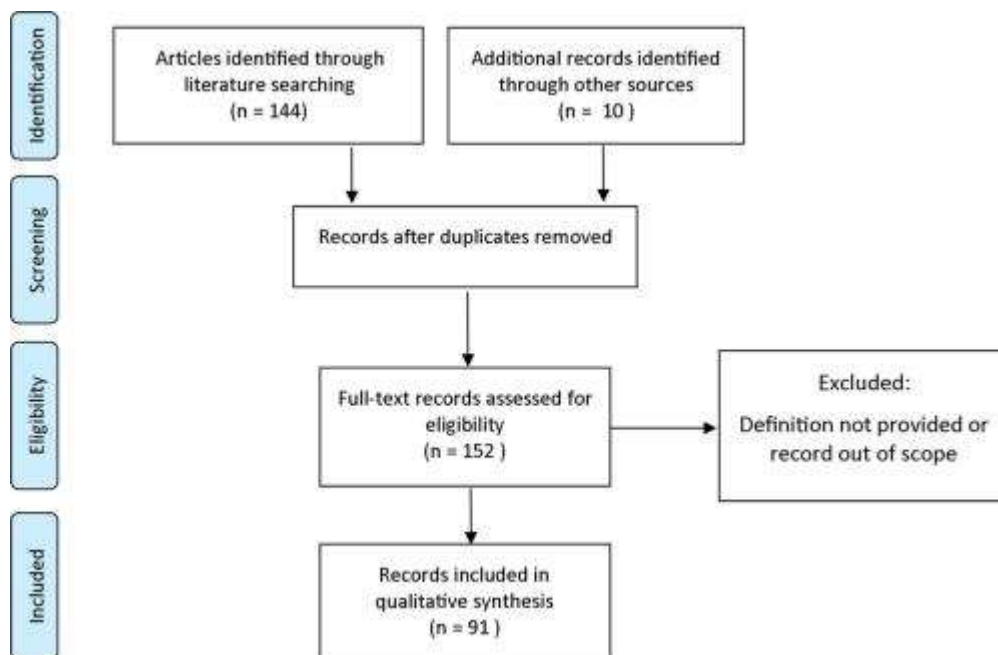 Identification
Articles identified through
literature searching
(n = 144)
Additional records identified
through other sources
(n = 10 )
Screening
Records after duplicates removed
Eligibility
Full-text records assessed for
eligibility
(n = 152 )
Excluded:
Definition not provided or
record out of scope
Included
Records included in
qualitative synthesis
(n = 91 )